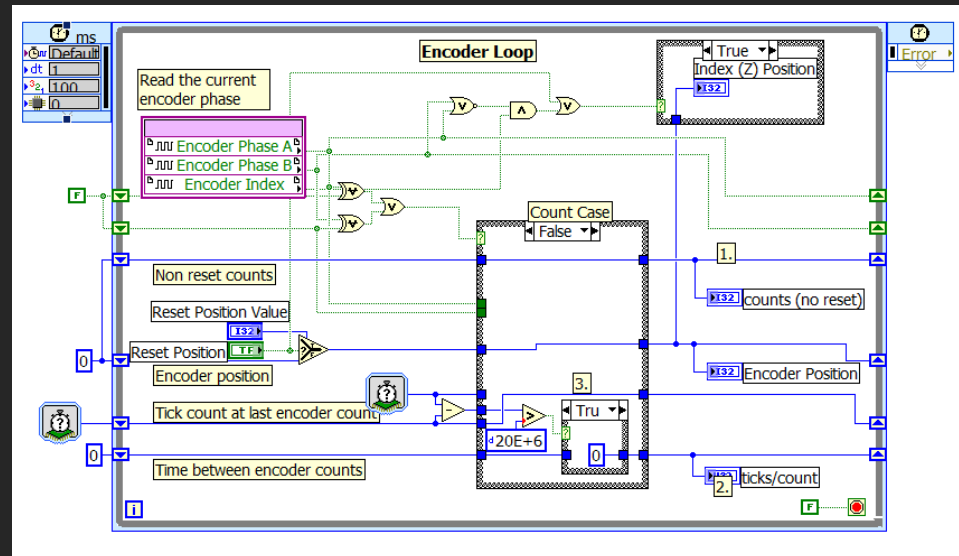 ms
Default
dt 1
100
0
Encoder Loop
True
Index (Z) Position
I32
Error
Read the current
encoder phase
Encoder Phase A
Encoder Phase B
Encoder Index
F
Count Case
False
1.
Non reset counts
I32 counts (no reset)
Reset Position Value
I32
Reset Position TF
0
Encoder position
I32 Encoder Position
3.
Tick count at last encoder count
Tru
20E+6
0
0
Time between encoder counts
ticks/count
2.
i
F